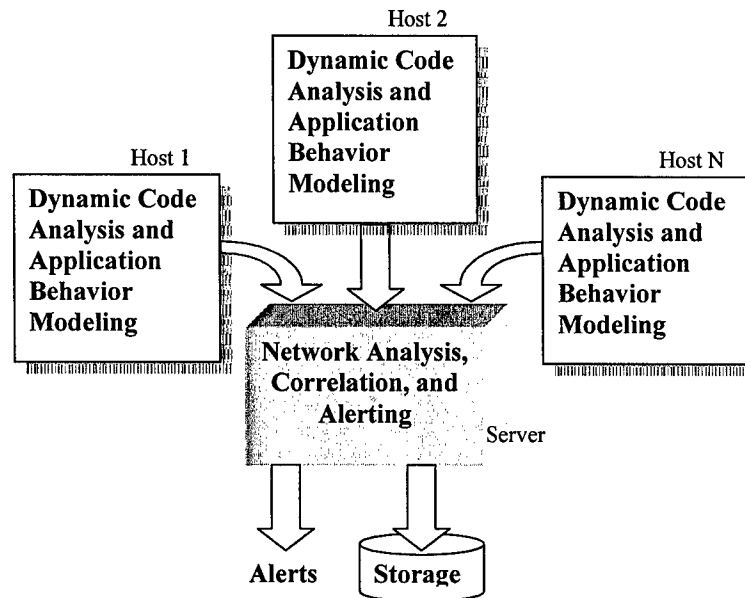 Host 2
Dynamic Code
Analysis and
Application
Behavior
Modeling
Host 1
Dynamic Code
Analysis and
Application
Behavior
Modeling
Host N
Dynamic Code
Analysis and
Application
Behavior
Modeling
Network Analysis,
Correlation, and
Alerting
Server
Alerts
Storage